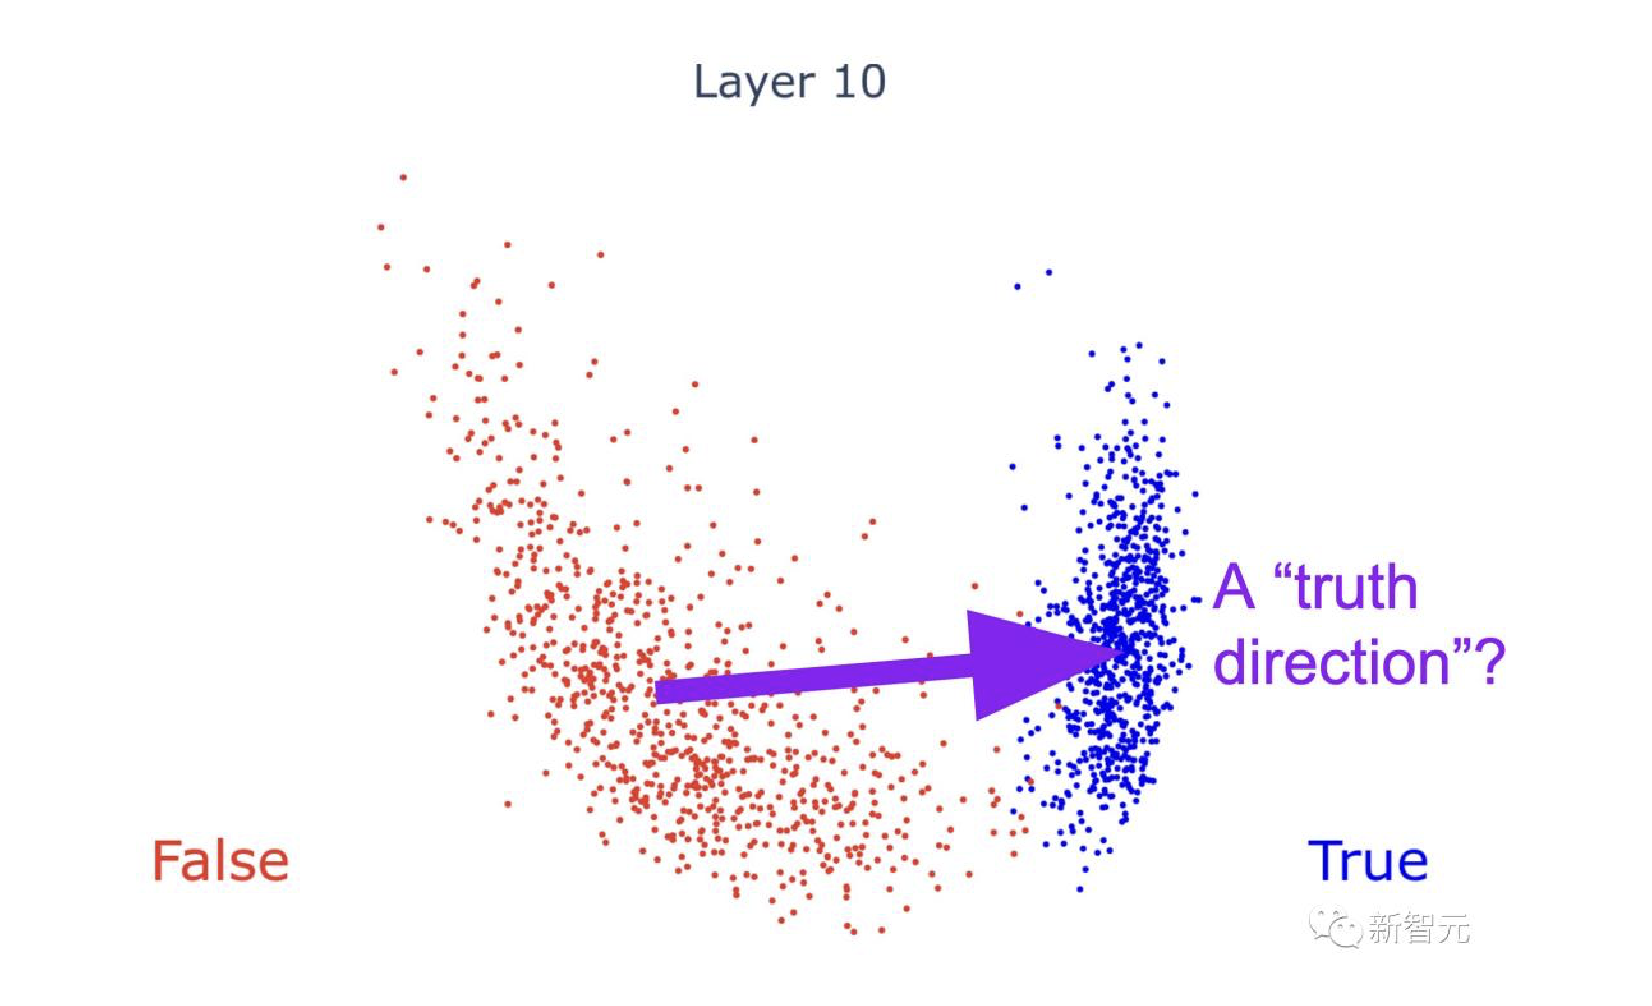 Layer 10
A “truth
direction”?
False
True
新智元